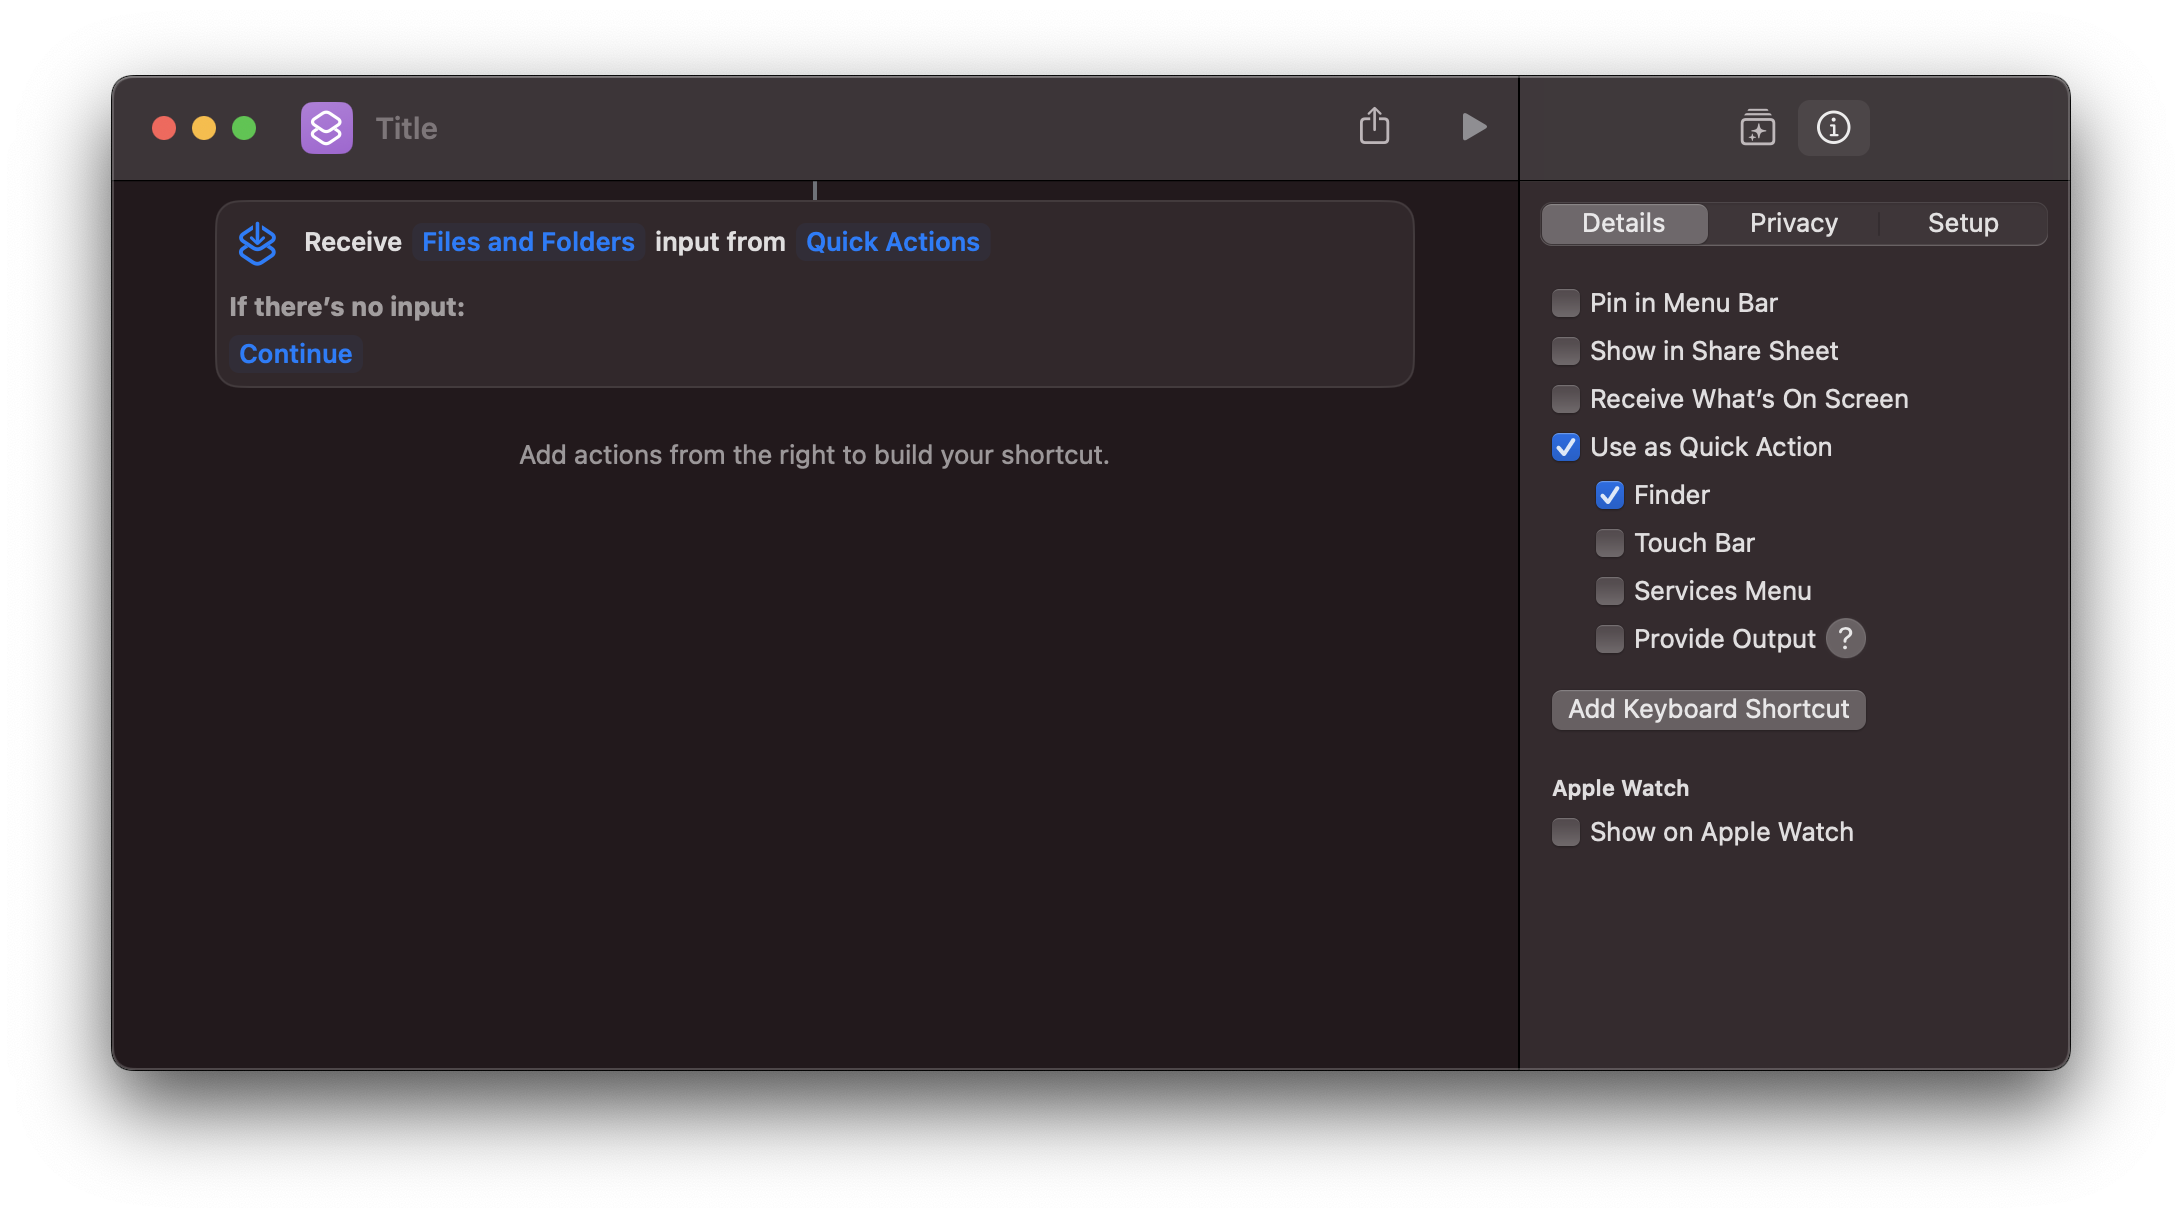 Title
Receive Files and Folders input from Quick Actions
If there’s no input:
Continue
Add actions from the right to build your shortcut.
Details Privacy Setup
Pin in Menu Bar
Show in Share Sheet
Receive What’s On Screen
Use as Quick Action
Finder
Touch Bar
Services Menu
Provide Output ?
Add Keyboard Shortcut
Apple Watch
Show on Apple Watch